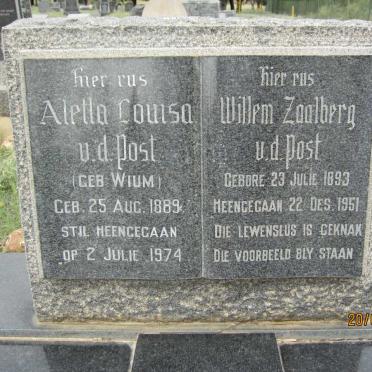 hier rus
Aletta Louisa
v.d. Post
(GEB WIUM)
GEB. 25 AUG. 1889
STIL HEENGEGAAN
OP 2 JULIE 1974
hier rus
Willem Zaalberg
v.d. Post
GEBORE 23 JULIE 1893
HEENGEGAAN 22 DES. 1951
DIE LEWENSLUS IS GEKNAK
DIE VOORBEELD BLY STAAN